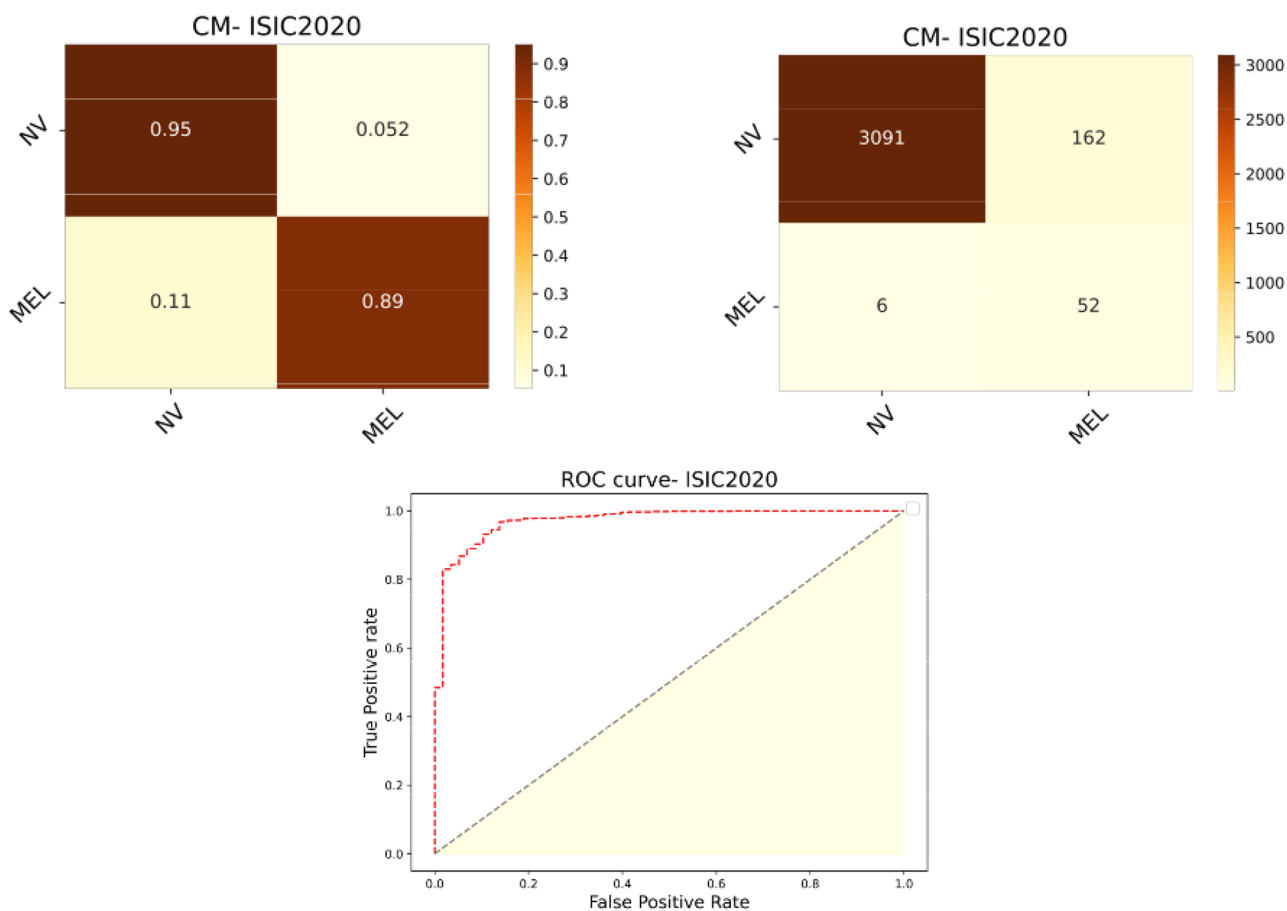 CM- ISIC2020
NV
MEL
0.95
0.052
0.11
0.89
NV
MEL
0.9
0.8
0.7
0.6
0.5
0.4
0.3
0.2
0.1
CM- ISIC2020
NV
MEL
3091
162
6
52
NV
MEL
3000
2500
2000
1500
1000
500
ROC curve- ISIC2020
True Positive rate
1.0
0.8
0.6
0.4
0.2
0.0
0.0
0.2
0.4
0.6
0.8
1.0
False Positive Rate